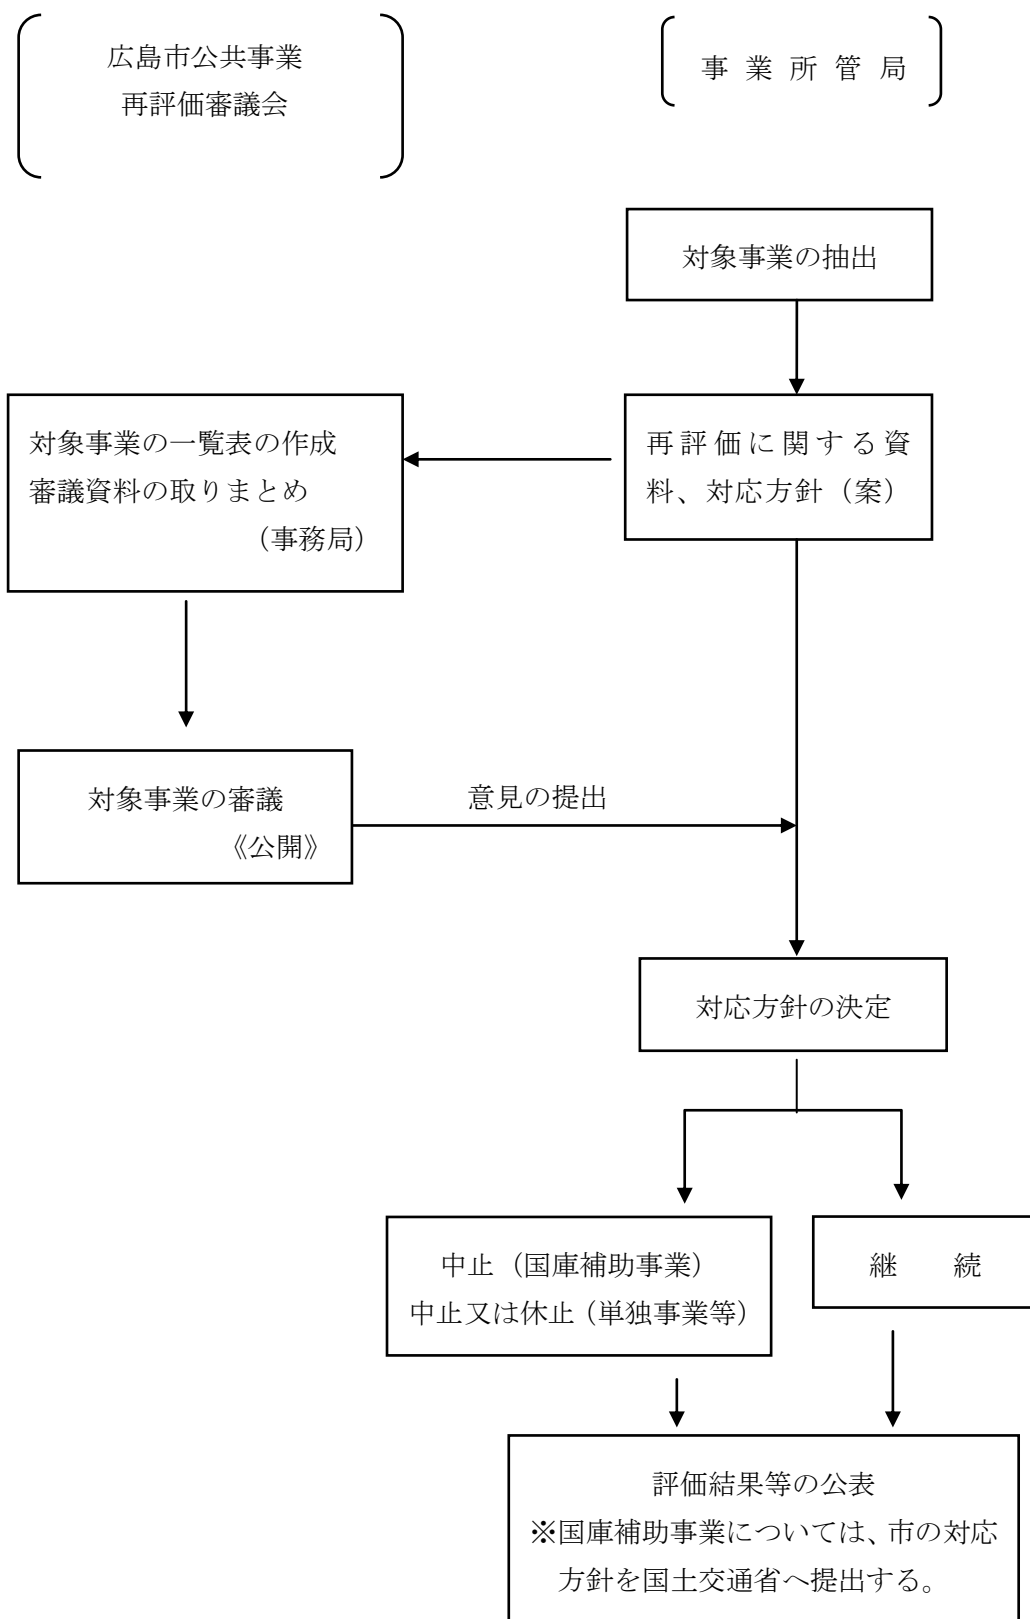 広島市公共事業
再評価審議会
事業所管局
対象事業の抽出
対象事業の一覧表の作成
審議資料の取りまとめ
（事務局）
再評価に関する資
料、対応方針（案）
対象事業の審議
《公開》
意見の提出
対応方針の決定
中止（国庫補助事業）
中止又は休止（単独事業等）
継　続
評価結果等の公表
※国庫補助事業については、市の対応
方針を国土交通省へ提出する。